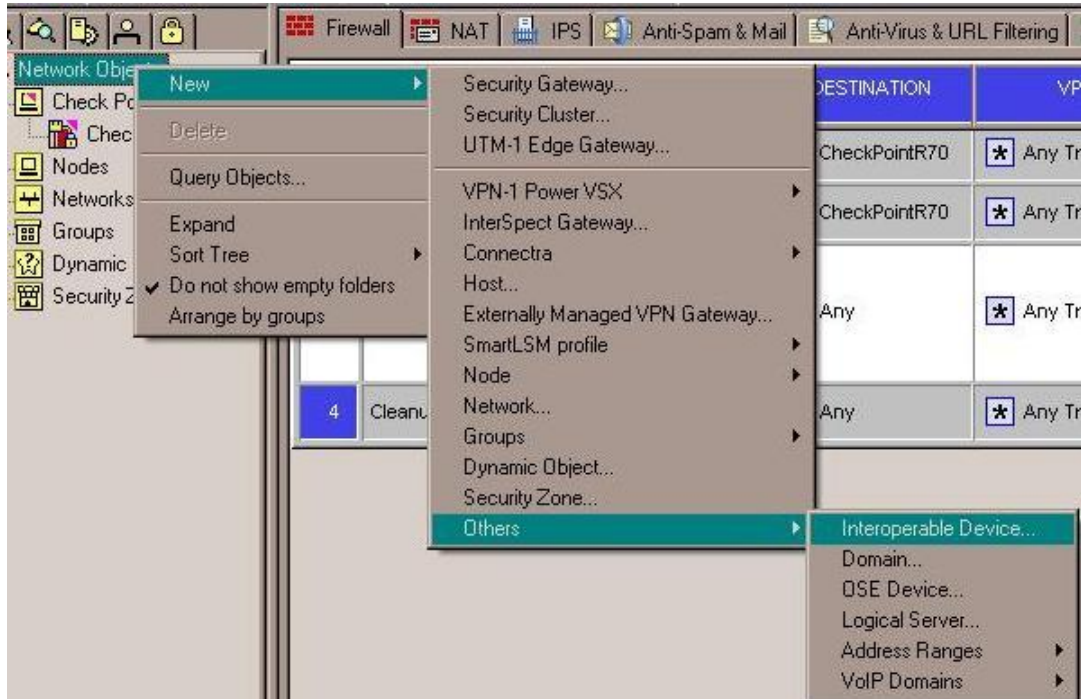 Firewall NAT IPS Anti-Spam & Mail Anti-Virus & URL Filtering
Network
Check
Nodes
Networks
Groups
Dynamic
Security
New
Delete
Query Objects...
Expand
Sort Tree
Do not show empty folders
Arrange by groups
Security Gateway...
Security Cluster...
UTM-1 Edge Gateway...
VPN-1 Power VSX
InterSpect Gateway...
Connectra
Host...
Externally Managed VPN Gateway...
SmartLSM profile
Node
Network...
Groups
Dynamic Object...
Security Zone...
Others
Interoperable Device...
Domain...
OSE Device...
Logical Server...
Address Ranges
VoIP Domains
DESTINATION VP
CheckPointR70 * Any Tr
CheckPointR70 * Any Tr
Any * Any Tr
4 Cleanu Any * Any Tr